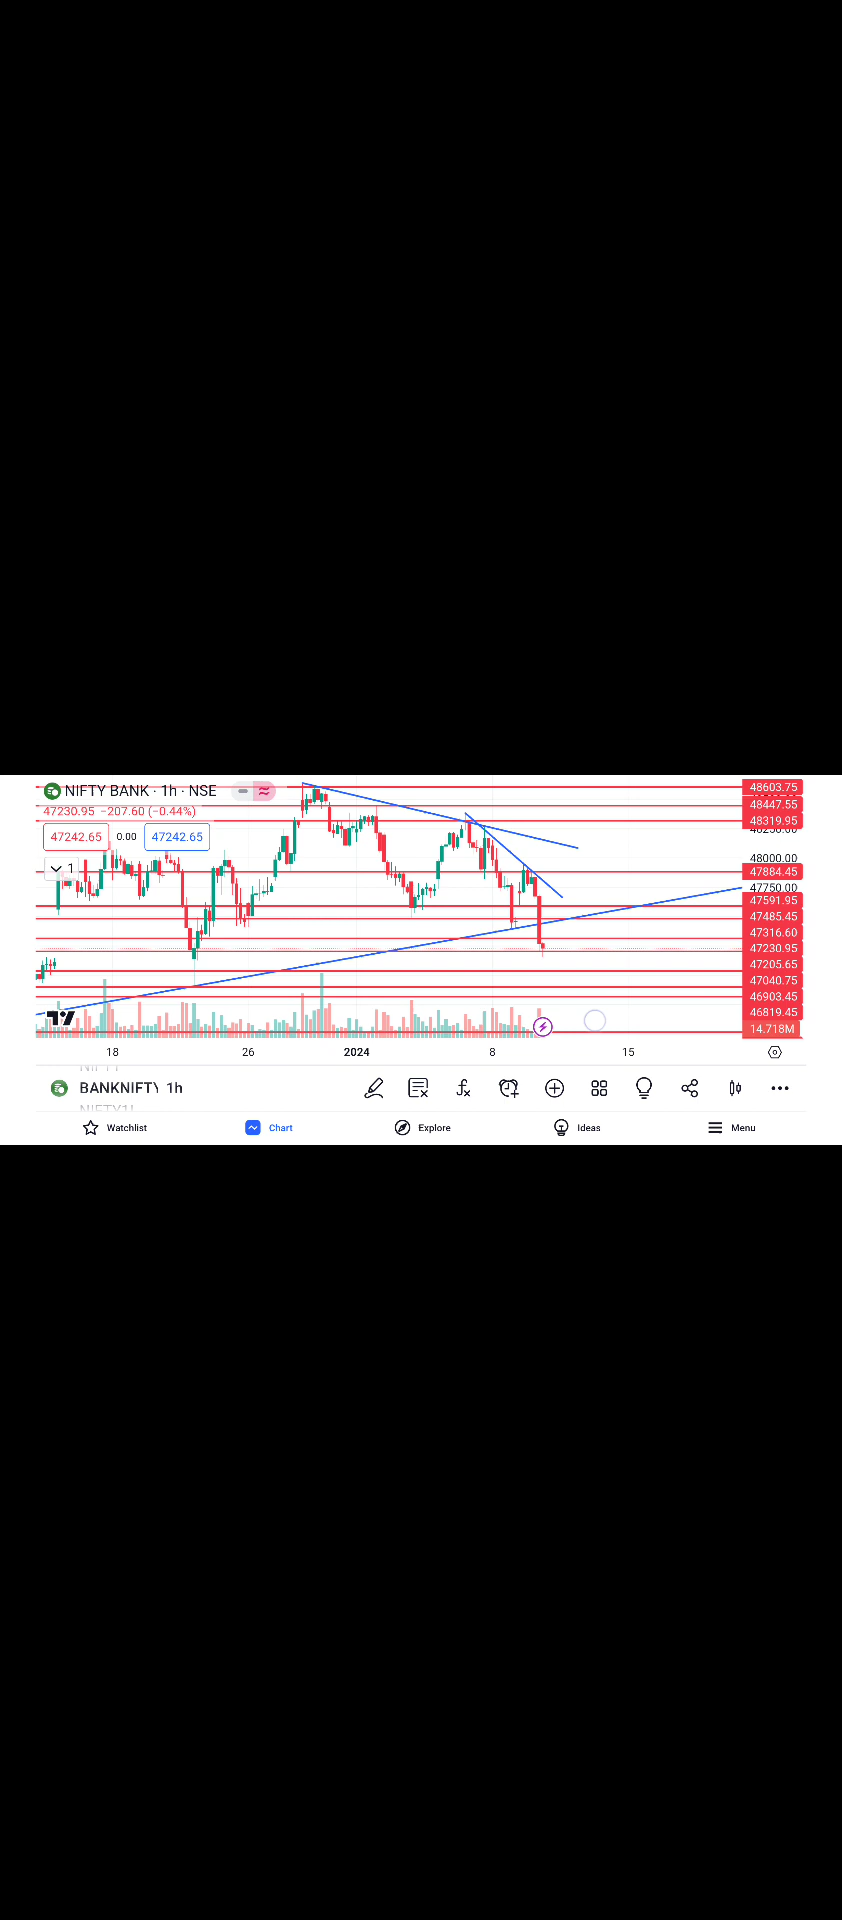 NIFTY BANK · 1h · NSE
47230.95 −207.60 (−0.44%)
47242.65 0.00 47242.65
1
48603.75
48447.55
48319.95
48000.00
47884.45
47750.00
47591.95
47485.45
47316.60
47230.95
47205.65
47040.75
46903.45
46819.45
14.718M
18 26 2024 8 15
NIFTY
BANKNIFTY 1h
NIFTY1!
Watchlist Chart Explore Ideas Menu